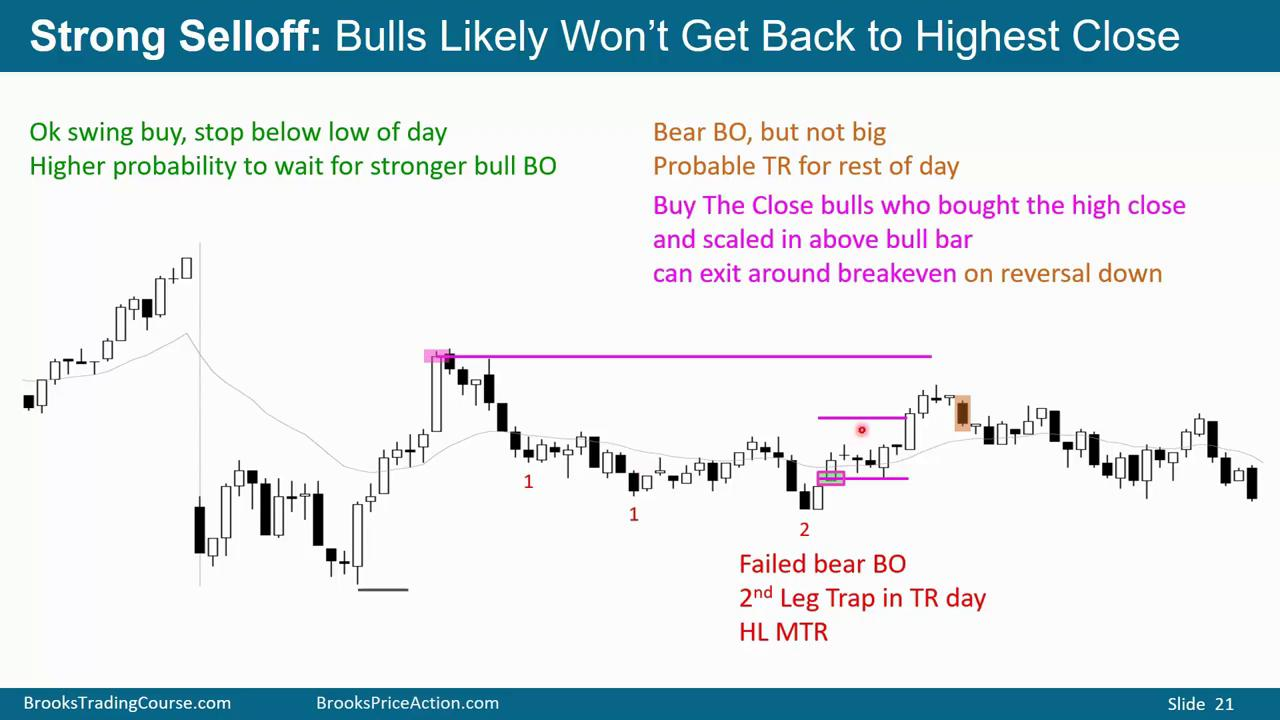 Strong Selloff: Bulls Likely Won't Get Back to Highest Close
Ok swing buy, stop below low of day
Higher probability to wait for stronger bull BO
Bear BO, but not big
Probable TR for rest of day
Buy The Close bulls who bought the high close
and scaled in above bull bar
can exit around breakeven on reversal down
1
1
2
Failed bear BO
2nd Leg Trap in TR day
HL MTR
BrooksTradingCourse.com
BrooksPriceAction.com
Slide 21